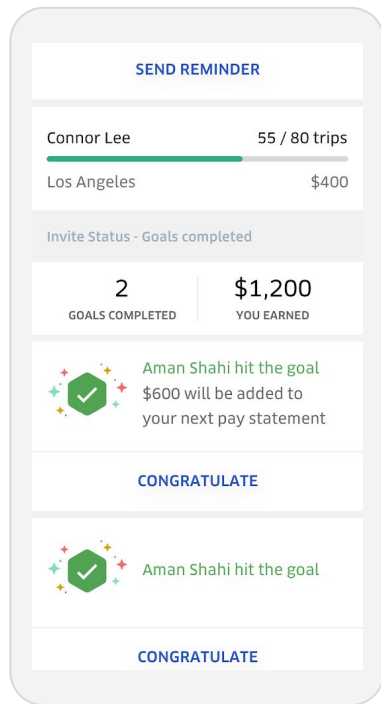 SEND REMINDER
Connor Lee 55 / 80 trips
Los Angeles $400
Invite Status - Goals completed
2 $1,200
GOALS COMPLETED YOU EARNED
Aman Shahi hit the goal
$600 will be added to
your next pay statement
CONGRATULATE
Aman Shahi hit the goal
CONGRATULATE